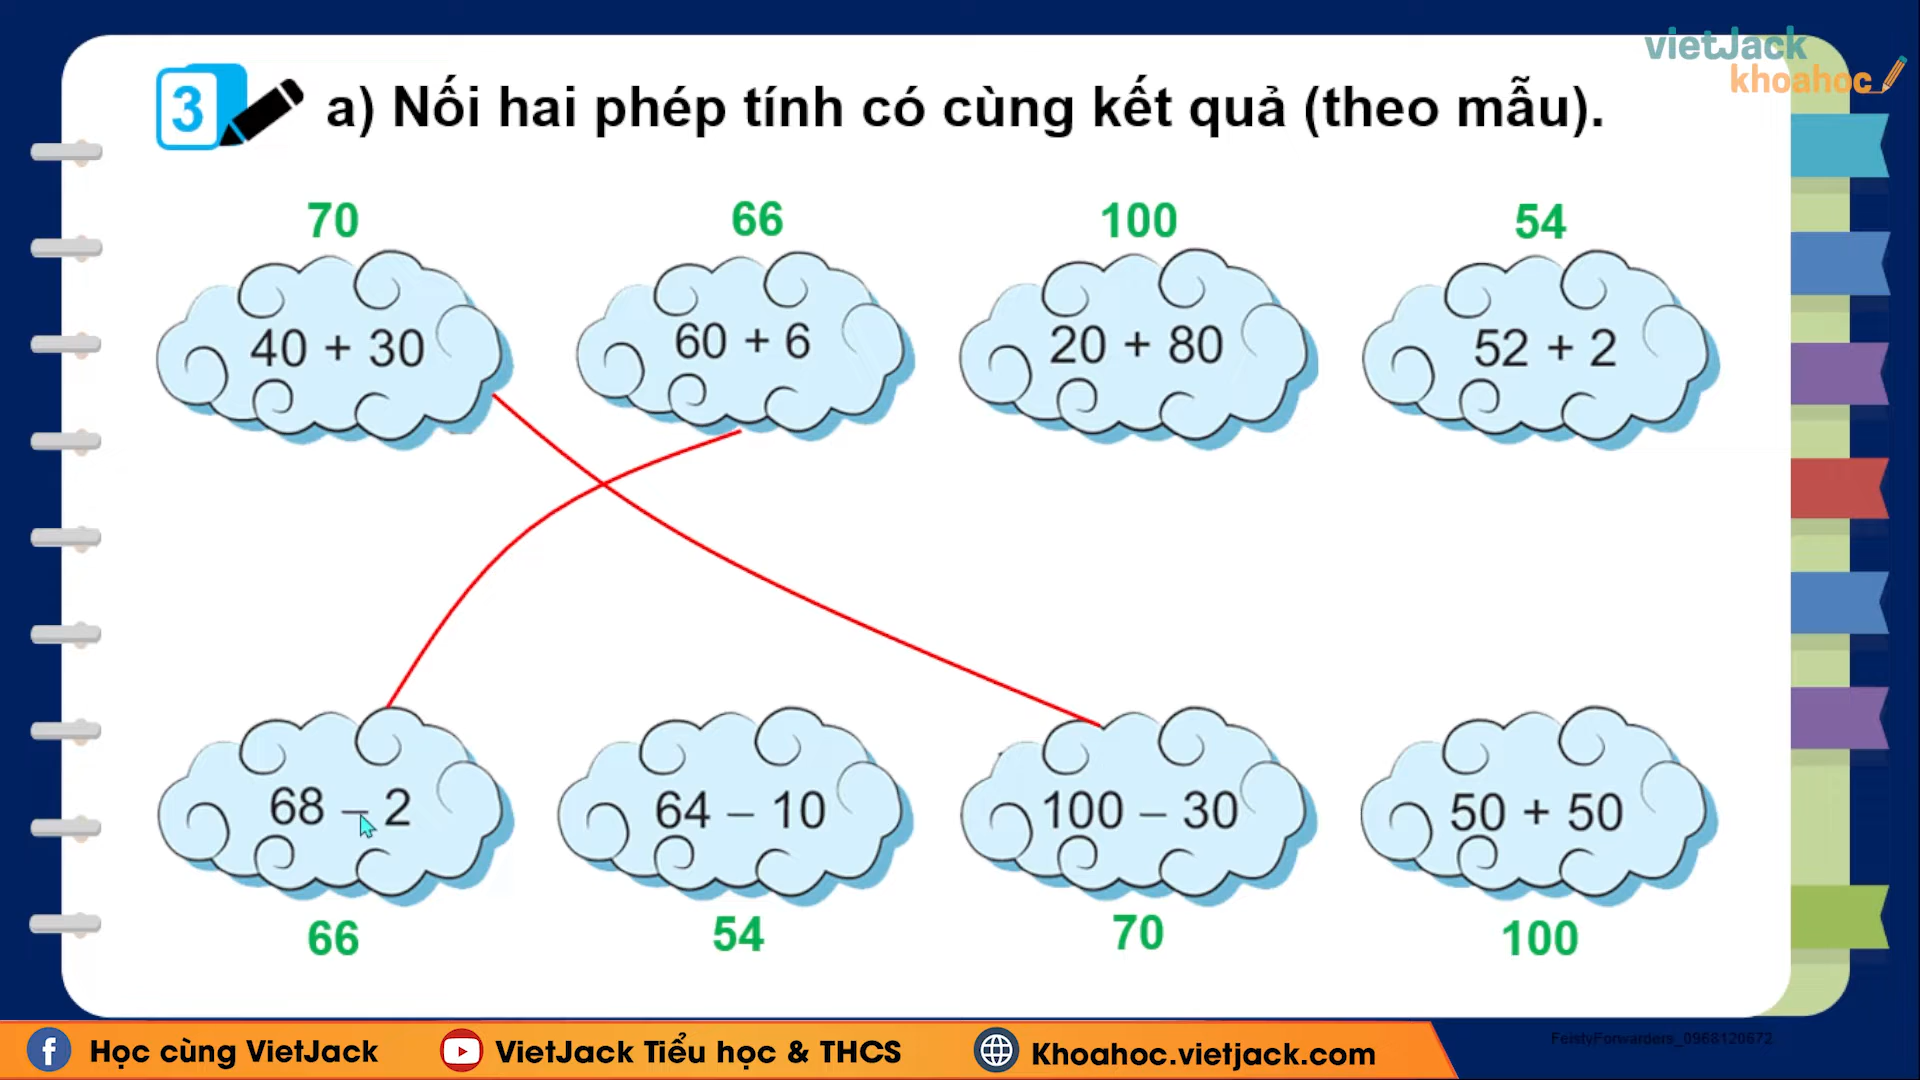 vietJack
khoahoc
3 a) Nối hai phép tính có cùng kết quả (theo mẫu).
70 66 100 54
40 + 30 60 + 6 20 + 80 52 + 2
68 – 2 64 – 10 100 – 30 50 + 50
66 54 70 100
FeistyForwarders_0968120672
Học cùng VietJack VietJack Tiểu học & THCS Khoahoc.vietjack.com